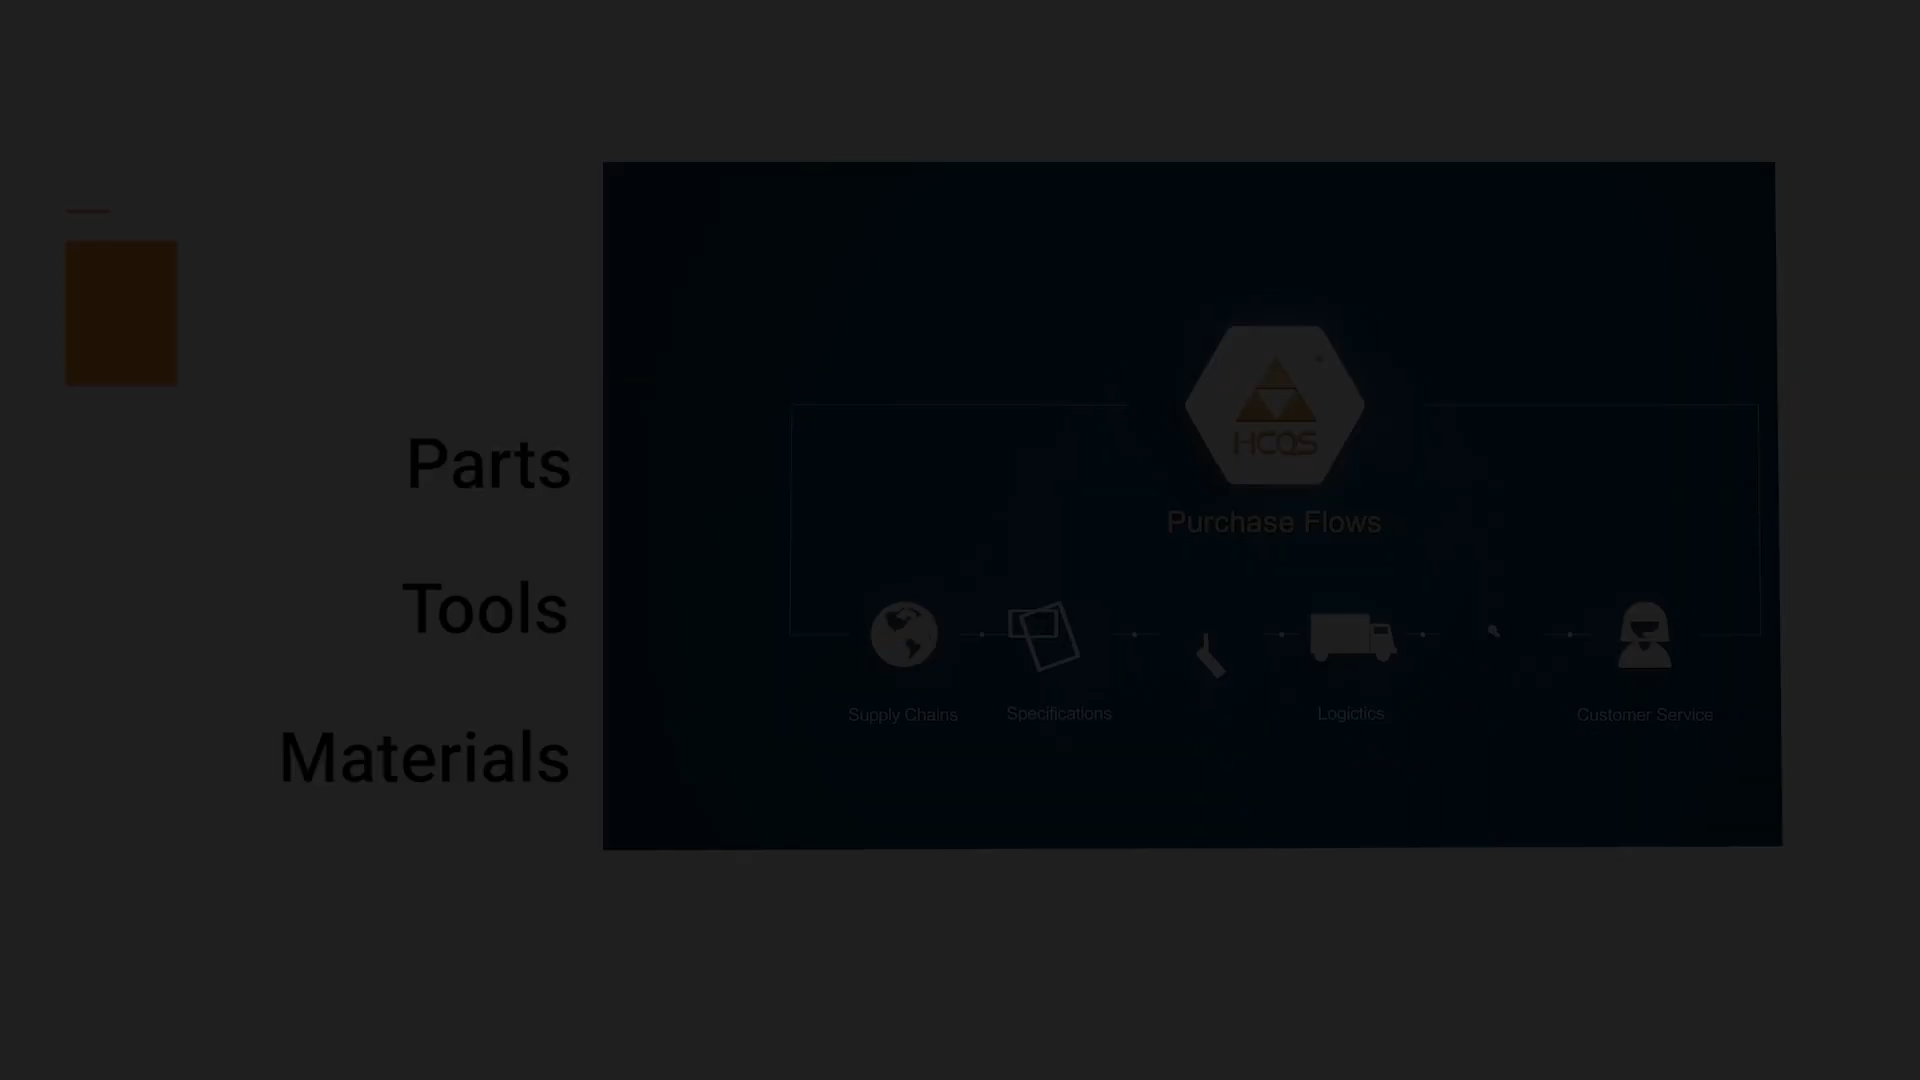 Parts
Tools
Materials
HCQS
Purchase Flows
Supply Chains
Specifications
Logictics
Customer Service